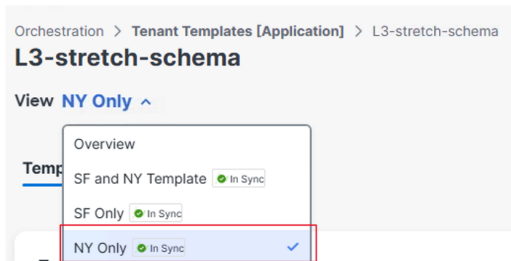 Orchestration > Tenant Templates [Application] > L3-stretch-schema
L3-stretch-schema
View NY Only
Overview
Temp
SF and NY Template In Sync
SF Only In Sync
NY Only In Sync